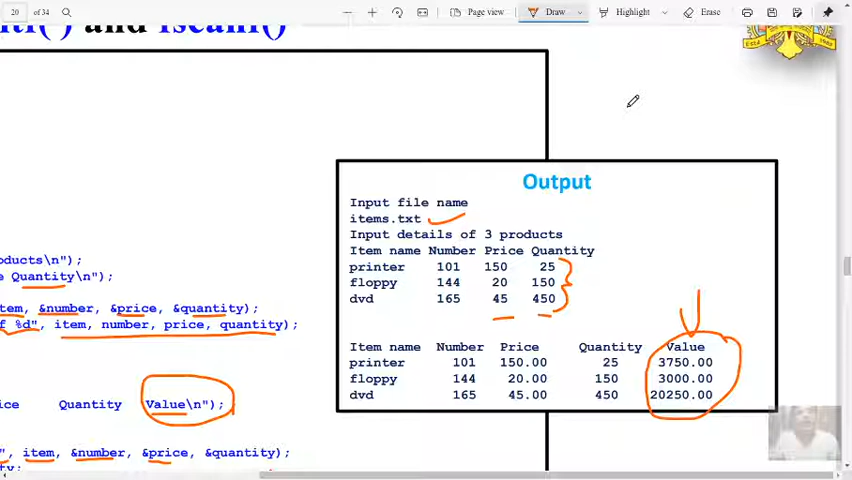 20 of 34 Page view Draw Highlight Erase
and fscanf()
oducts\n");
e Quantity\n");
tem, &number, &price, &quantity);
f %d", item, number, price, quantity);
ice Quantity Value\n");
", item, &number, &price, &quantity);
Output
Input file name
items.txt
Input details of 3 products
Item name Number Price Quantity
printer 101 150 25
floppy 144 20 150
dvd 165 45 450
Item name Number Price Quantity Value
printer 101 150.00 25 3750.00
floppy 144 20.00 150 3000.00
dvd 165 45.00 450 20250.00